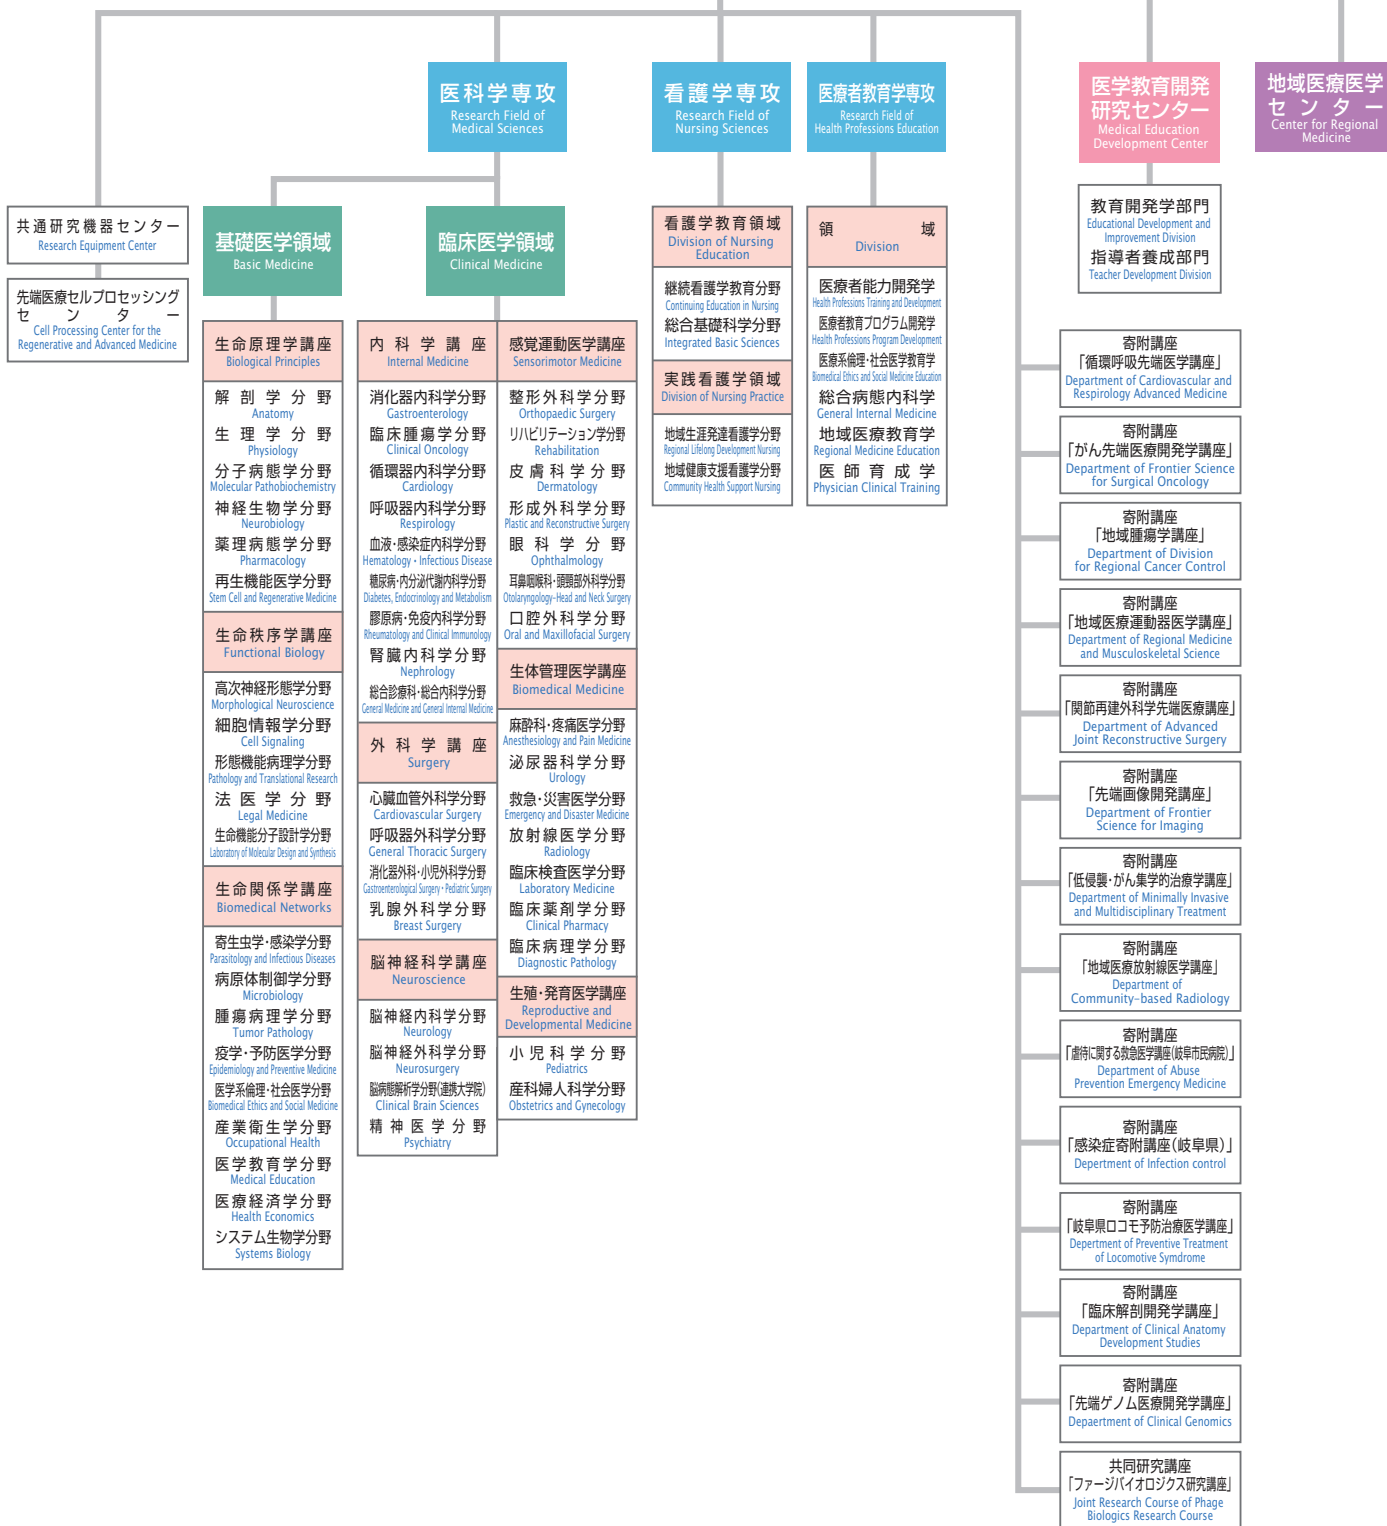 医科学専攻
Research Field of
Medical Sciences
看護学専攻
Research Field of
Nursing Sciences
医療者教育学専攻
Research Field of
Health Professions Education
医学教育開発
研究センター
Medical Education
Development Center
地域医療医学
センター
Center for Regional
Medicine
共通研究機器センター
Research Equipment Center
先端医療セルプロセッシング
センター
Cell Processing Center for the
Regenerative and Advanced Medicine
基礎医学領域
Basic Medicine
生命原理学講座
Biological Principles
解剖学分野
Anatomy
生理学分野
Physiology
分子病態学分野
Molecular Pathobiochemistry
神経生物学分野
Neurobiology
薬理病態学分野
Pharmacology
再生機能医学分野
Stem Cell and Regenerative Medicine
生命秩序学講座
Functional Biology
高次神経形態学分野
Morphological Neuroscience
細胞情報学分野
Cell Signaling
形態機能病理学分野
Pathology and Translational Research
法医学分野
Legal Medicine
生命機能分子設計学分野
Laboratory of Molecular Design and Synthesis
生命関係学講座
Biomedical Networks
寄生虫学・感染学分野
Parasitology and Infectious Diseases
病原体制御学分野
Microbiology
腫瘍病理学分野
Tumor Pathology
疫学・予防医学分野
Epidemiology and Preventive Medicine
医学系倫理・社会医学分野
Biomedical Ethics and Social Medicine
産業衛生学分野
Occupational Health
医学教育学分野
Medical Education
医療経済学分野
Health Economics
システム生物学分野
Systems Biology
臨床医学領域
Clinical Medicine
内科学講座
Internal Medicine
消化器内科学分野
Gastroenterology
臨床腫瘍学分野
Clinical Oncology
循環器内科学分野
Cardiology
呼吸器内科学分野
Respirology
血液・感染症内科学分野
Hematology・Infectious Disease
糖尿病・内分泌代謝内科学分野
Diabetes, Endocrinology and Metabolism
膠原病・免疫内科学分野
Rheumatology and Clinical Immunology
腎臓内科学分野
Nephrology
総合診療科・総合内科学分野
General Medicine and General Internal Medicine
外科学講座
Surgery
心臓血管外科学分野
Cardiovascular Surgery
呼吸器外科学分野
General Thoracic Surgery
消化器外科・小児外科学分野
Gastroenterological Surgery・Pediatric Surgery
乳腺外科学分野
Breast Surgery
脳神経科学講座
Neuroscience
脳神経内科学分野
Neurology
脳神経外科学分野
Neurosurgery
脳病態解析学分野(連携大学院)
Clinical Brain Sciences
精神医学分野
Psychiatry
感覚運動医学講座
Sensorimotor Medicine
整形外科学分野
Orthopaedic Surgery
リハビリテーション学分野
Rehabilitation
皮膚科学分野
Dermatology
形成外科学分野
Plastic and Reconstructive Surgery
眼科学分野
Ophthalmology
耳鼻咽喉科・頭頸部外科学分野
Otolaryngology-Head and Neck Surgery
口腔外科学分野
Oral and Maxillofacial Surgery
生体管理医学講座
Biomedical Medicine
麻酔科・疼痛医学分野
Anesthesiology and Pain Medicine
泌尿器科学分野
Urology
救急・災害医学分野
Emergency and Disaster Medicine
放射線医学分野
Radiology
臨床検査医学分野
Laboratory Medicine
臨床薬剤学分野
Clinical Pharmacy
臨床病理学分野
Diagnostic Pathology
生殖・発育医学講座
Reproductive and
Developmental Medicine
小児科学分野
Pediatrics
産科婦人科学分野
Obstetrics and Gynecology
看護学教育領域
Division of Nursing
Education
継続看護学教育分野
Continuing Education in Nursing
総合基礎科学分野
Integrated Basic Sciences
実践看護学領域
Division of Nursing Practice
地域生涯発達看護学分野
Regional Lifelong Development Nursing
地域健康支援看護学分野
Community Health Support Nursing
領域
Division
医療者能力開発学
Health Professions Training and Development
医療者教育プログラム開発学
Health Professions Program Development
医療系倫理・社会医学教育学
Biomedical Ethics and Social Medicine Education
総合病態内科学
General Internal Medicine
地域医療教育学
Regional Medicine Education
医師育成学
Physician Clinical Training
教育開発学部門
Educational Development and
Improvement Division
指導者養成部門
Teacher Development Division
寄附講座
「循環呼吸先端医学講座」
Department of Cardiovascular and
Respirology Advanced Medicine
寄附講座
「がん先端医療開発学講座」
Department of Frontier Science
for Surgical Oncology
寄附講座
「地域腫瘍学講座」
Department of Division
for Regional Cancer Control
寄附講座
「地域医療運動器医学講座」
Department of Regional Medicine
and Musculoskeletal Science
寄附講座
「関節再建外科学先端医療講座」
Department of Advanced
Joint Reconstructive Surgery
寄附講座
「先端画像開発講座」
Department of Frontier
Science for Imaging
寄附講座
「低侵襲・がん集学的治療学講座」
Department of Minimally Invasive
and Multidisciplinary Treatment
寄附講座
「地域医療放射線医学講座」
Department of
Community-based Radiology
寄附講座
「虐待に関する救急医学講座(岐阜市民病院)」
Department of Abuse
Prevention Emergency Medicine
寄附講座
「感染症寄附講座(岐阜県)」
Depertment of Infection control
寄附講座
「岐阜県ロコモ予防治療医学講座」
Depertment of Preventive Treatment
of Locomotive Symdrome
寄附講座
「臨床解剖開発学講座」
Department of Clinical Anatomy
Development Studies
寄附講座
「先端ゲノム医療開発学講座」
Depaertment of Clinical Genomics
共同研究講座
「ファージバイオロジクス研究講座」
Joint Research Course of Phage
Biologics Research Course